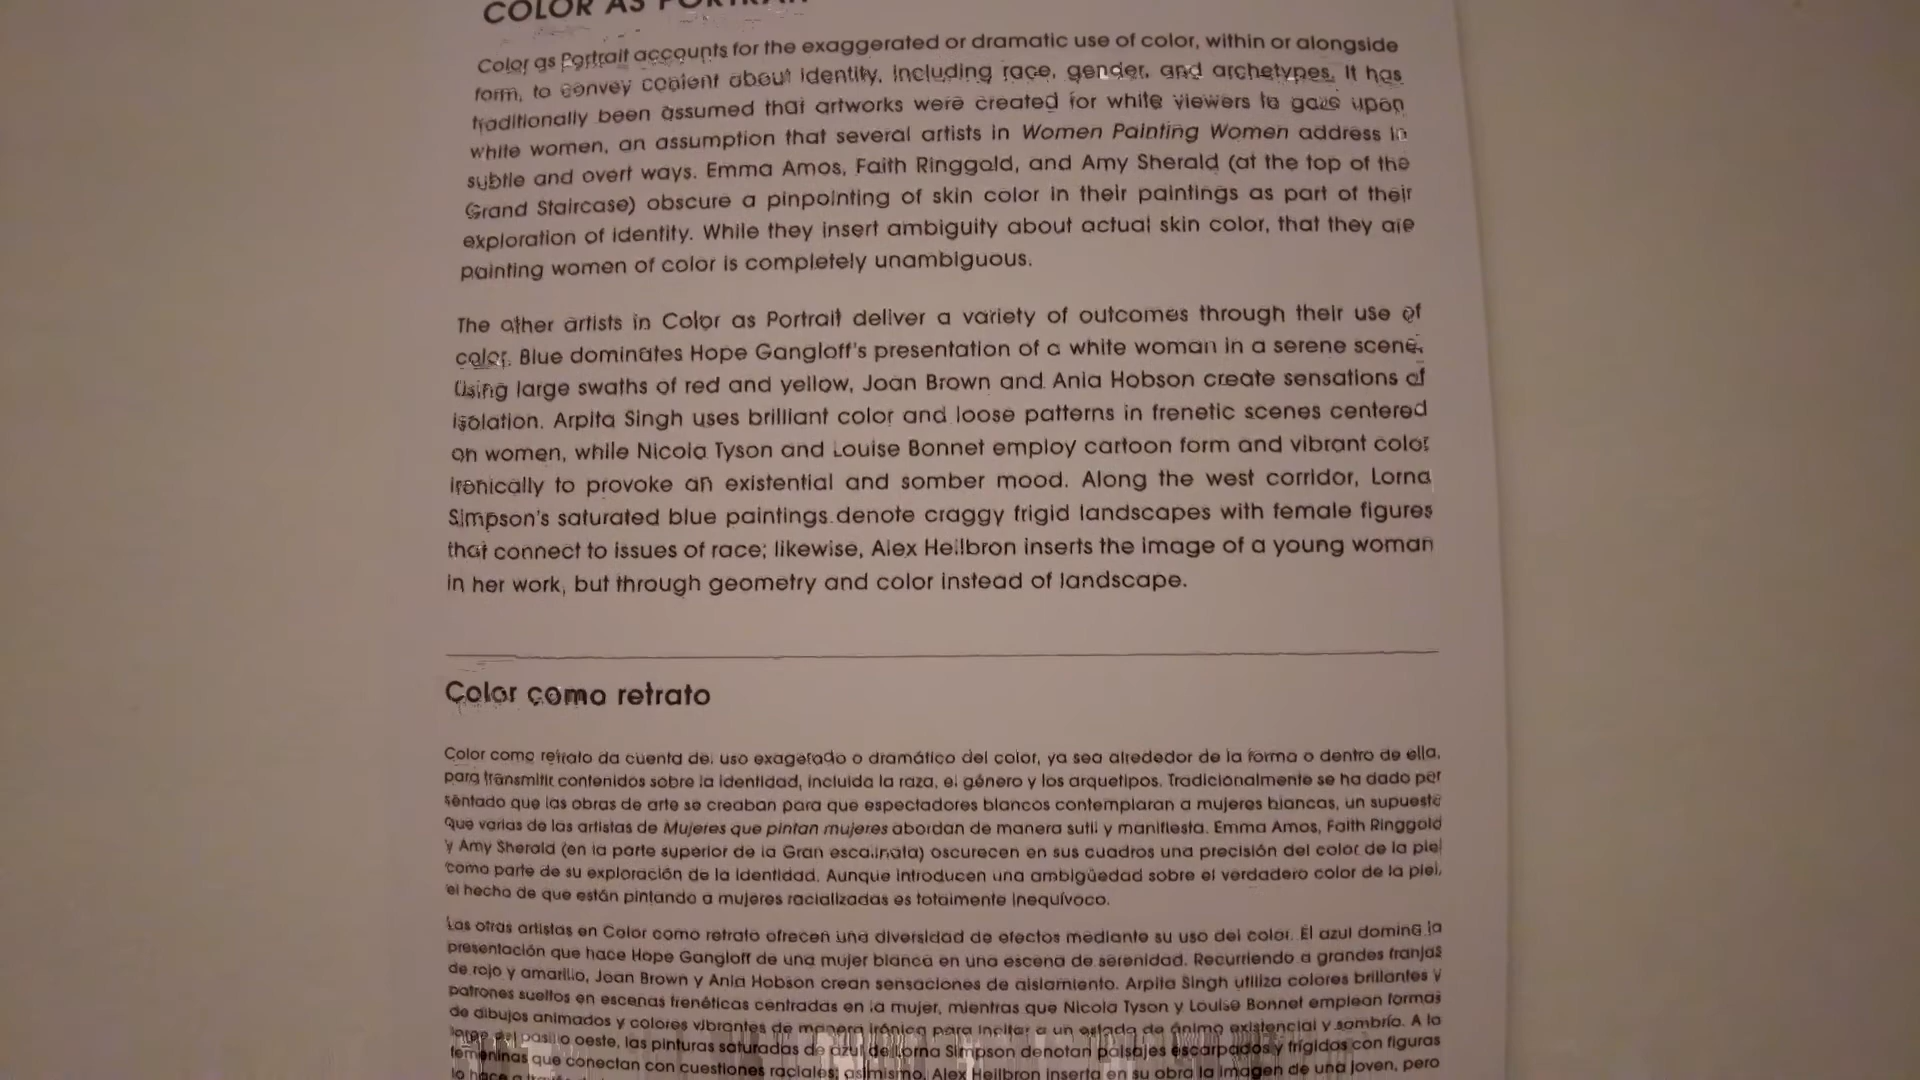 COLOR AS PORTRAIT
Color as Portrait accounts for the exaggerated or dramatic use of color, within or alongside
form, to convey content about identity, including race, gender, and archetypes. It has
traditionally been assumed that artworks were created for white viewers to gaze upon
white women, an assumption that several artists in Women Painting Women address in
subtle and overt ways. Emma Amos, Faith Ringgold, and Amy Sherald (at the top of the
Grand Staircase) obscure a pinpointing of skin color in their paintings as part of their
exploration of identity. While they insert ambiguity about actual skin color, that they are
painting women of color is completely unambiguous.
The other artists in Color as Portrait deliver a variety of outcomes through their use of
color. Blue dominates Hope Gangloff's presentation of a white woman in a serene scene.
Using large swaths of red and yellow, Joan Brown and Ania Hobson create sensations of
isolation. Arpita Singh uses brilliant color and loose patterns in frenetic scenes centered
on women, while Nicola Tyson and Louise Bonnet employ cartoon form and vibrant color
ironically to provoke an existential and somber mood. Along the west corridor, Lorna
Simpson's saturated blue paintings denote craggy frigid landscapes with female figures
that connect to issues of race; likewise, Alex Heilbron inserts the image of a young woman
in her work, but through geometry and color instead of landscape.
Color como retrato
Color como retrato da cuenta del uso exagerado o dramático del color, ya sea alrededor de la forma o dentro de ella,
para transmitir contenidos sobre la identidad, incluida la raza, el género y los arquetipos. Tradicionalmente se ha dado por
sentado que las obras de arte se creaban para que espectadores blancos contemplaran a mujeres blancas, un supuesto
que varias de las artistas de Mujeres que pintan mujeres abordan de manera sutil y manifiesta. Emma Amos, Faith Ringgold
y Amy Sherald (en la parte superior de la Gran escalinata) oscurecen en sus cuadros una precisión del color de la piel
como parte de su exploración de la identidad. Aunque introducen una ambigüedad sobre el verdadero color de la piel,
el hecho de que están pintando a mujeres racializadas es totalmente inequívoco.
Las otras artistas en Color como retrato ofrecen una diversidad de efectos mediante su uso del color. El azul domina la
presentación que hace Hope Gangloff de una mujer blanca en una escena de serenidad. Recurriendo a grandes franjas
de rojo y amarillo, Joan Brown y Ania Hobson crean sensaciones de aislamiento. Arpita Singh utiliza colores brillantes y
patrones sueltos en escenas frenéticas centradas en la mujer, mientras que Nicola Tyson y Louise Bonnet emplean formas
de dibujos animados y colores vibrantes de manera irónica para incitar a un estado de ánimo existencial y sombrío. A lo
largo del pasillo oeste, las pinturas saturadas de azul de Lorna Simpson denotan paisajes escarpados y frígidos con figuras
femeninas que conectan con cuestiones raciales; asimismo, Alex Heilbron inserta en su obra la imagen de una joven, pero
lo hace a